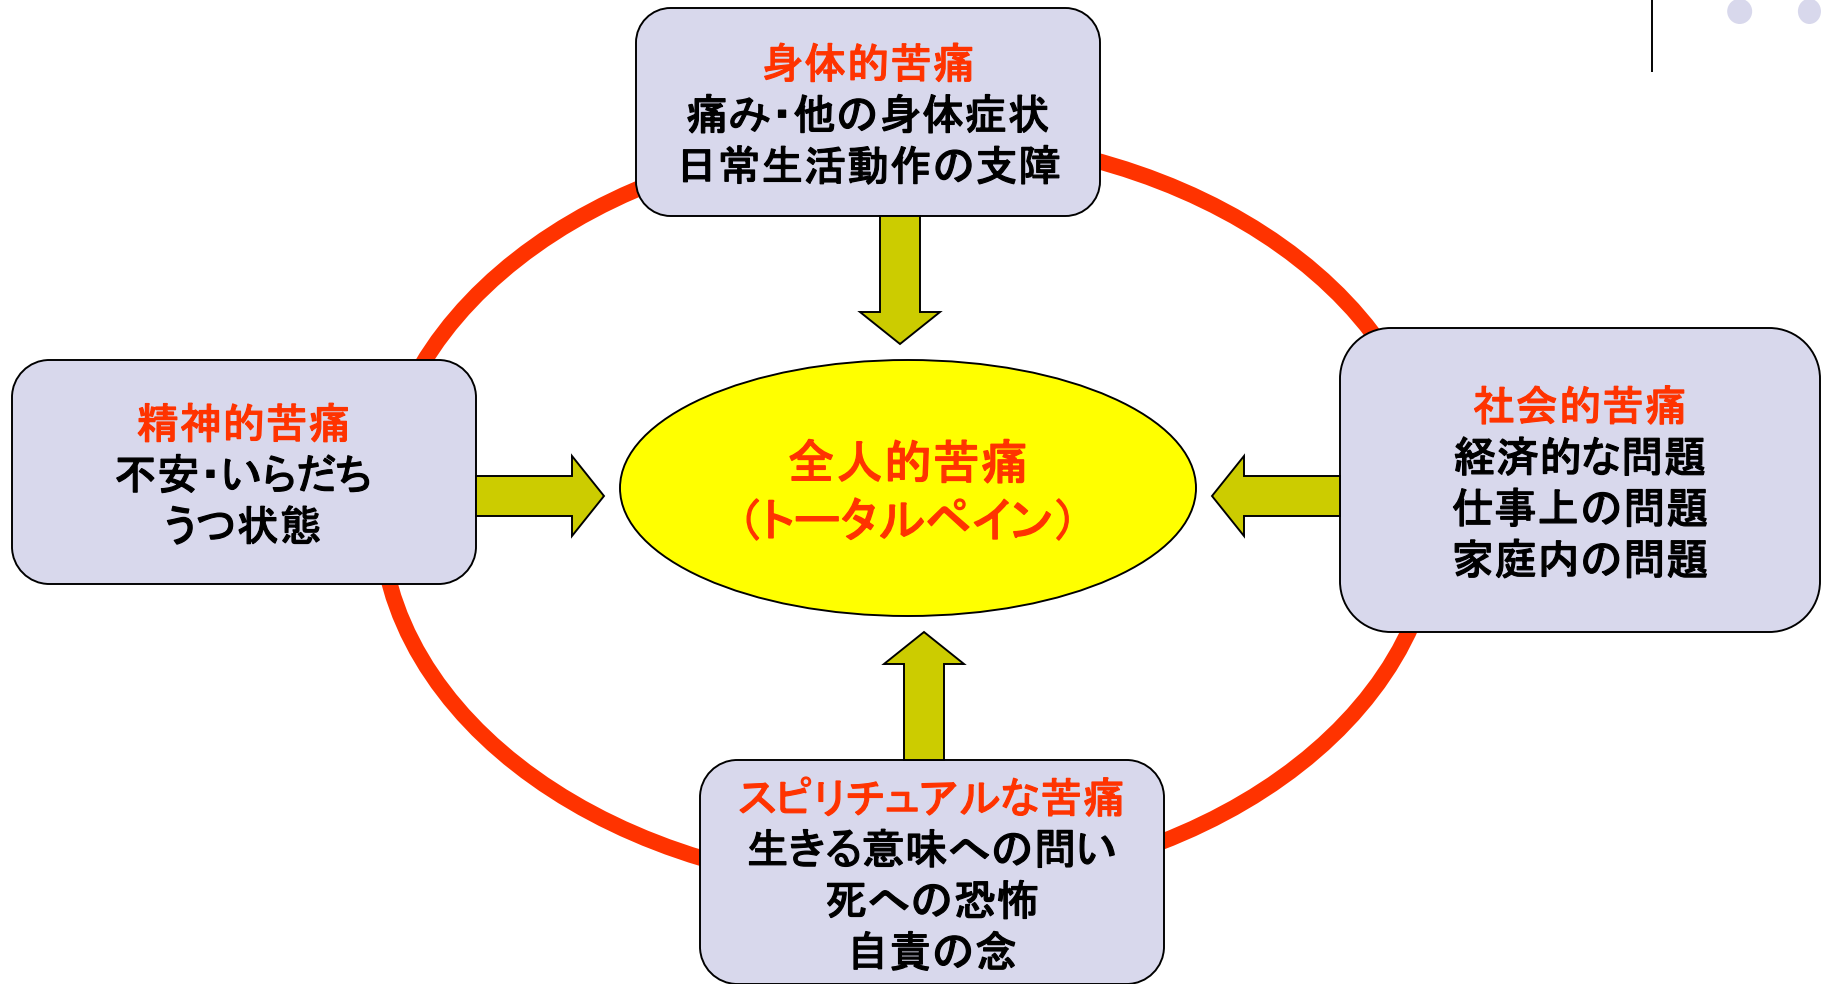 身体的苦痛
痛み・他の身体症状
日常生活動作の支障
精神的苦痛
不安・いらだち
うつ状態
全人的苦痛
（トータルペイン）
社会的苦痛
経済的な問題
仕事上の問題
家庭内の問題
スピリチュアルな苦痛
生きる意味への問い
死への恐怖
自責の念